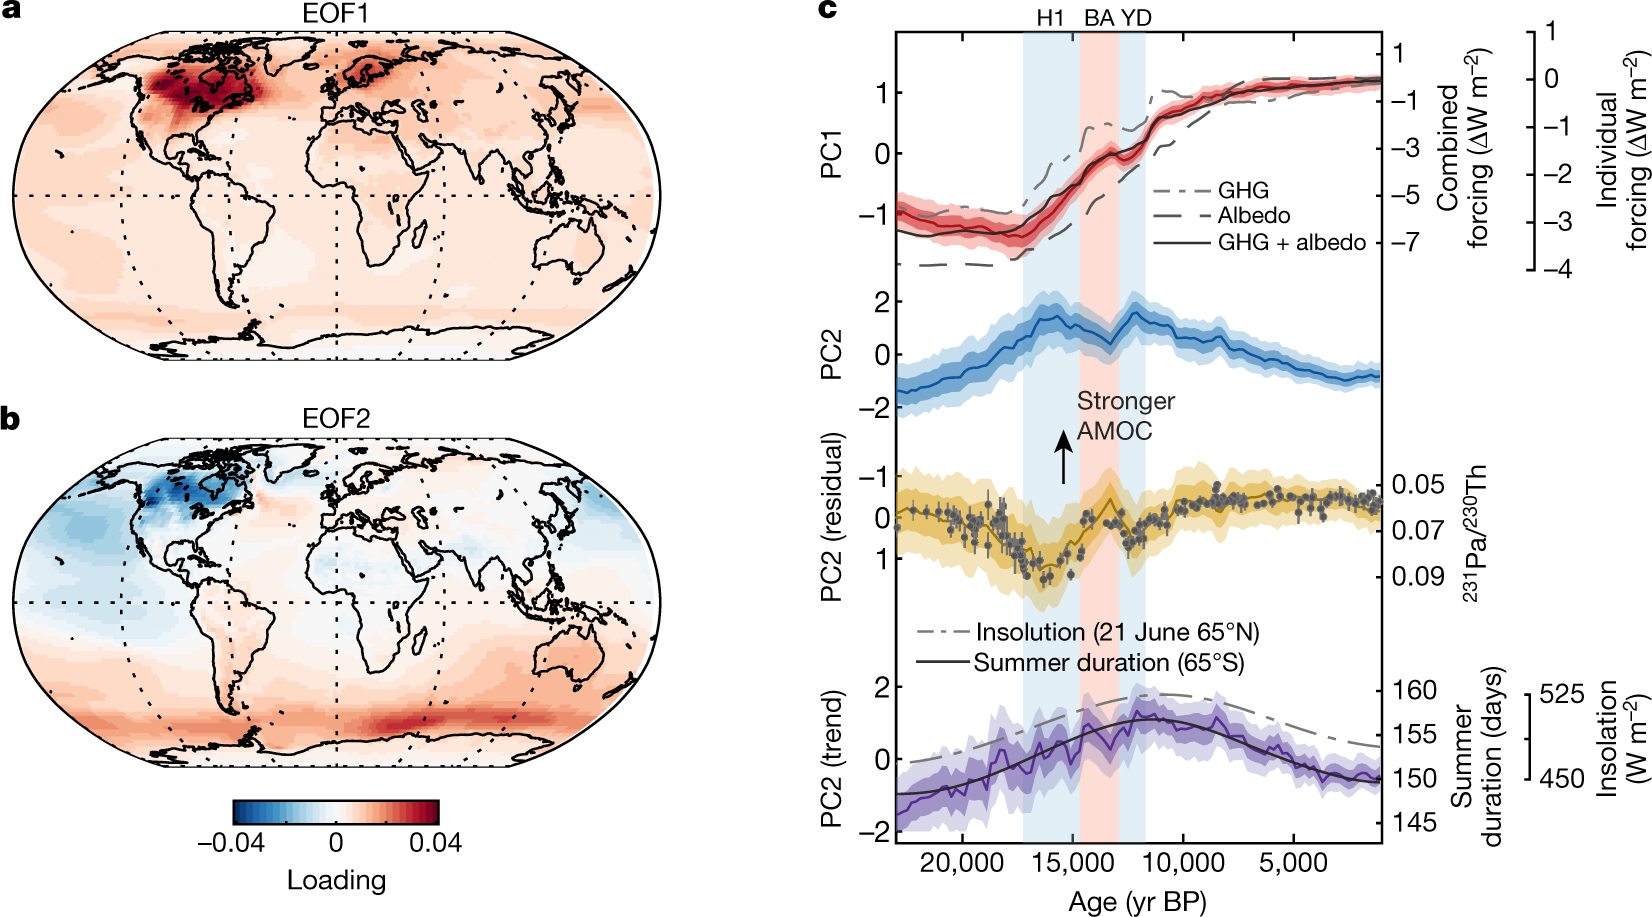 a
EOF1
b
EOF2
−0.04
0
0.04
Loading
c
H1
BA
YD
PC1
1
0
−1
GHG
Albedo
GHG + albedo
1
−1
−3
−5
−7
Combined
forcing (ΔW m−2)
1
0
−1
−2
−3
−4
Individual
forcing (ΔW m−2)
PC2
2
0
−2
Stronger
AMOC
PC2 (residual)
−1
0
1
0.05
0.07
0.09
231Pa/230Th
Insolution (21 June 65°N)
Summer duration (65°S)
PC2 (trend)
2
0
−2
160
155
150
145
Summer
duration (days)
525
450
Insolation
(W m−2)
20,000
15,000
10,000
5,000
Age (yr BP)